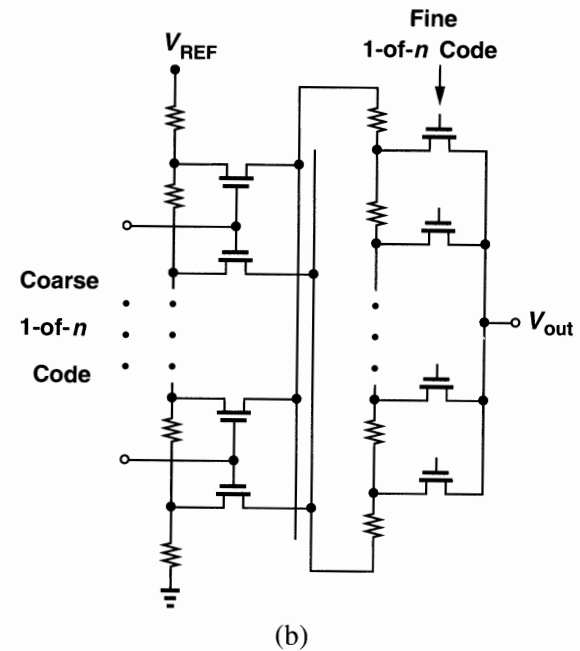 Fine
1-of-n Code
VREF
Coarse
1-of-n
Code
Vout
(b)